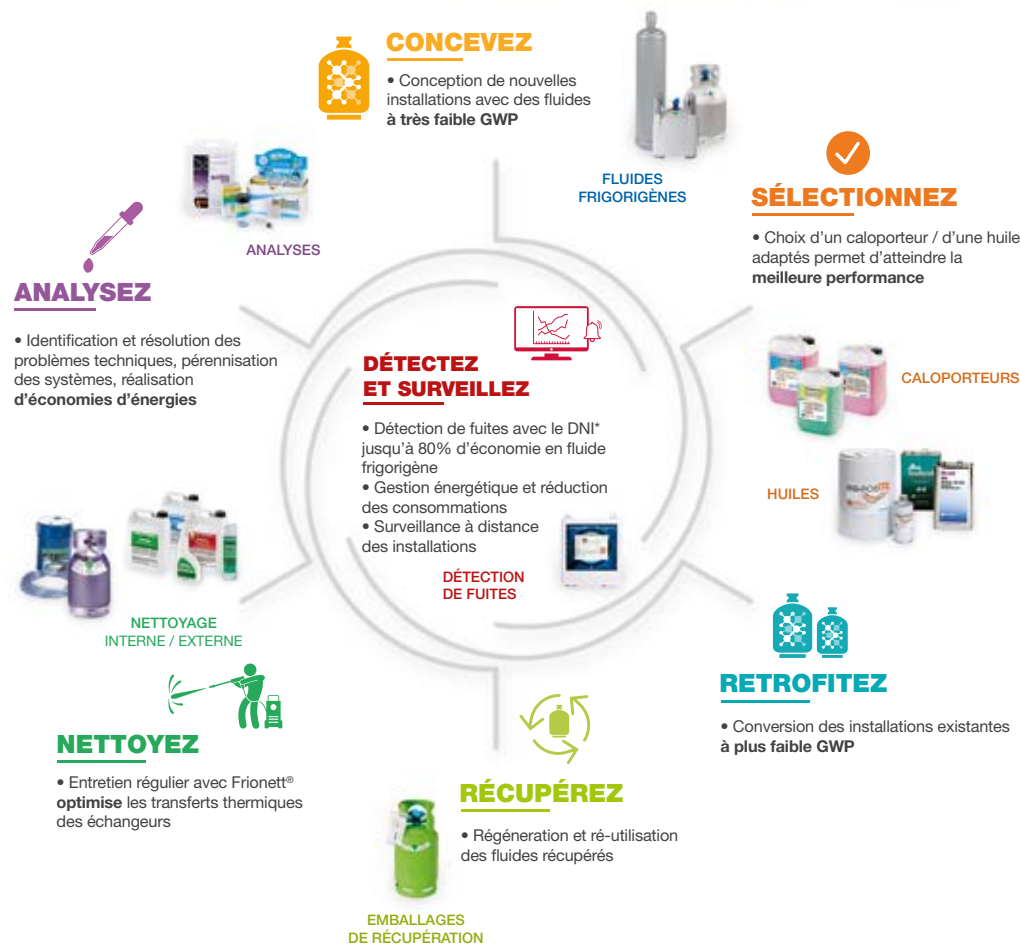 CONCEVEZ
• Conception de nouvelles
installations avec des fluides
à très faible GWP
FLUIDES
FRIGORIGÈNES
SÉLECTIONNEZ
• Choix d'un caloporteur / d'une huile
adaptés permet d'atteindre la
meilleure performance
CALOPORTEURS
HUILES
RETROFITEZ
• Conversion des installations existantes
à plus faible GWP
RÉCUPÉREZ
• Régéneration et ré-utilisation
des fluides récupérés
EMBALLAGES
DE RÉCUPÉRATION
NETTOYAGE
INTERNE / EXTERNE
NETTOYEZ
• Entretien régulier avec Frionett®
optimise les transferts thermiques
des échangeurs
ANALYSES
ANALYSEZ
• Identification et résolution des
problèmes techniques, pérennisation
des systèmes, réalisation
d'économies d'énergies
DÉTECTEZ
ET SURVEILLEZ
• Détection de fuites avec le DNI*
jusqu'à 80% d'économie en fluide
frigorigène
• Gestion énergétique et réduction
des consommations
• Surveillance à distance
des installations
DÉTECTION
DE FUITES